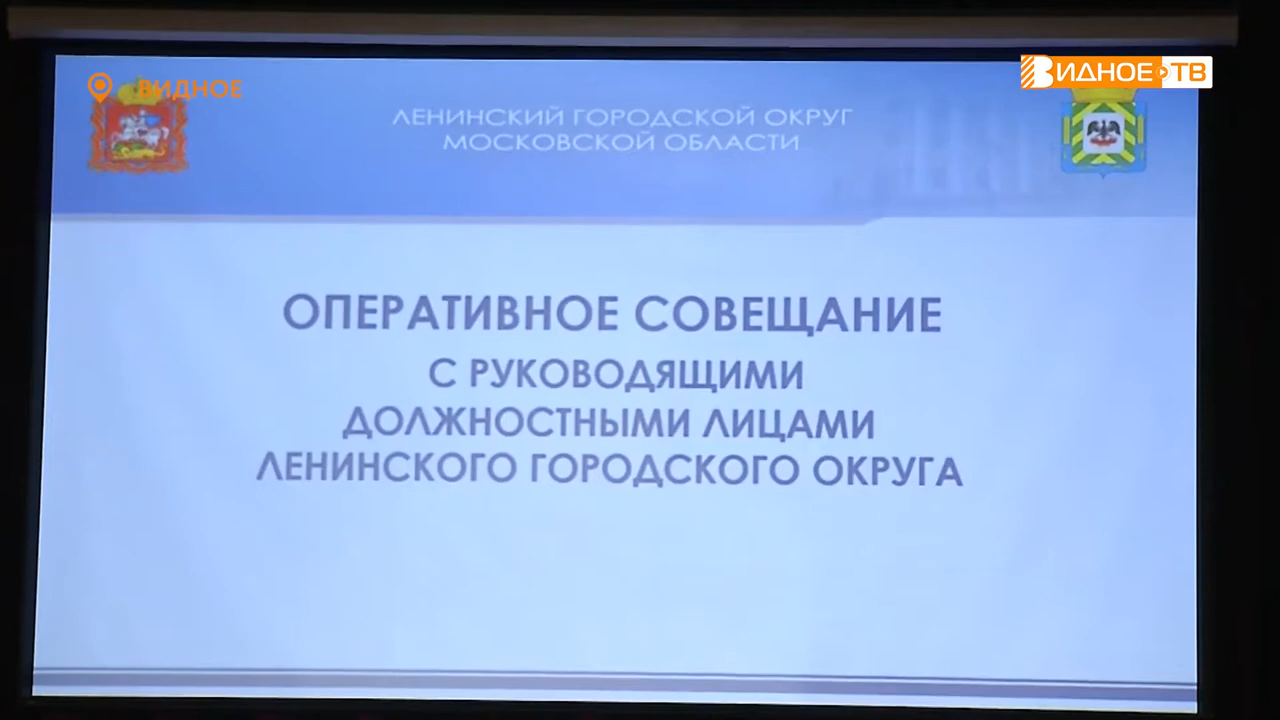 ВИДНОЕ
ВИДНОЕ ТВ
ЛЕНИНСКИЙ ГОРОДСКОЙ ОКРУГ
МОСКОВСКОЙ ОБЛАСТИ
ОПЕРАТИВНОЕ СОВЕЩАНИЕ
С РУКОВОДЯЩИМИ
ДОЛЖНОСТНЫМИ ЛИЦАМИ
ЛЕНИНСКОГО ГОРОДСКОГО ОКРУГА